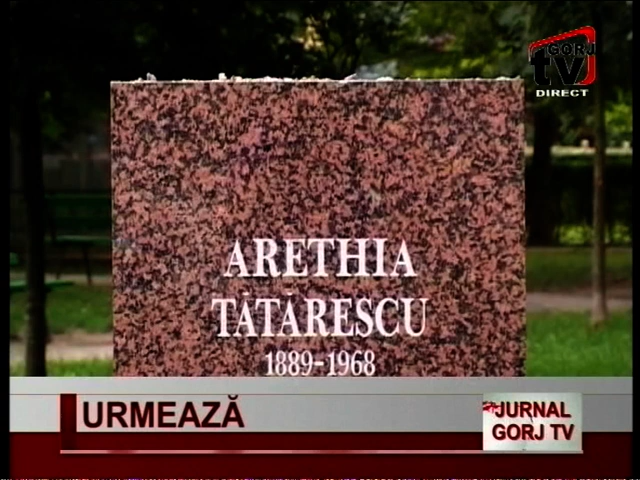 GORJ
tv
DIRECT
ARETHIA
TĂTĂRESCU
1889-1968
URMEAZĂ
JURNAL
GORJ TV